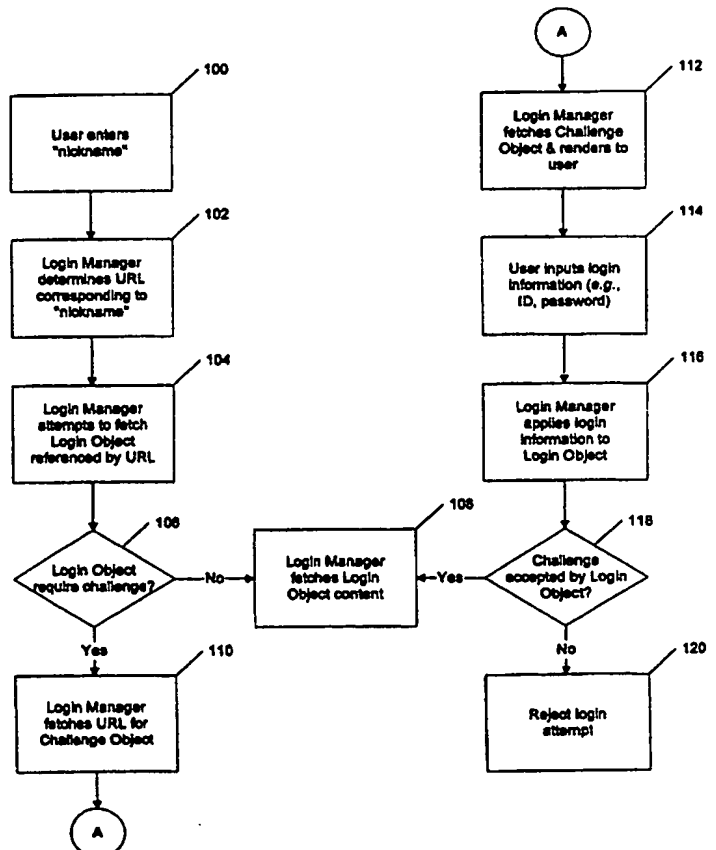 100
User enters
"nickname"
102
Login Manager
determines URL
corresponding to
"nickname"
104
Login Manager
attempts to fetch
Login Object
referenced by URL
106
Login Object
require challenge?
No
108
Login Manager
fetches Login
Object content
Yes
110
Login Manager
fetches URL for
Challenge Object
A
A
112
Login Manager
fetches Challenge
Object & renders to
user
114
User inputs login
information (e.g.,
ID, password)
116
Login Manager
applies login
information to
Login Object
118
Challenge
accepted by Login
Object?
Yes
No
120
Reject login
attempt